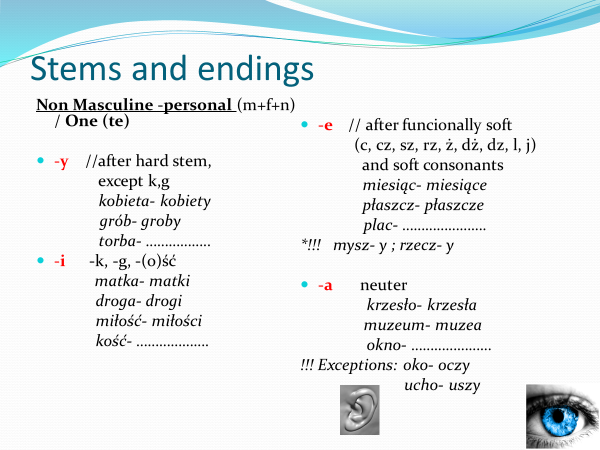 Stems and endings
Non Masculine -personal (m+f+n)
/ One (te)
-y //after hard stem,
except k,g
kobieta- kobiety
grób- groby
torba- ……………..
-i -k, -g, -(o)ść
matka- matki
droga- drogi
miłość- miłości
kość- ………………..
-e // after funcionally soft
(c, cz, sz, rz, ż, dż, dz, l, j)
and soft consonants
miesiąc- miesiące
płaszcz- płaszcze
plac- …………………..
*!!! mysz- y ; rzecz- y
-a neuter
krzesło- krzesła
muzeum- muzea
okno- ………………….
!!! Exceptions: oko- oczy
ucho- uszy